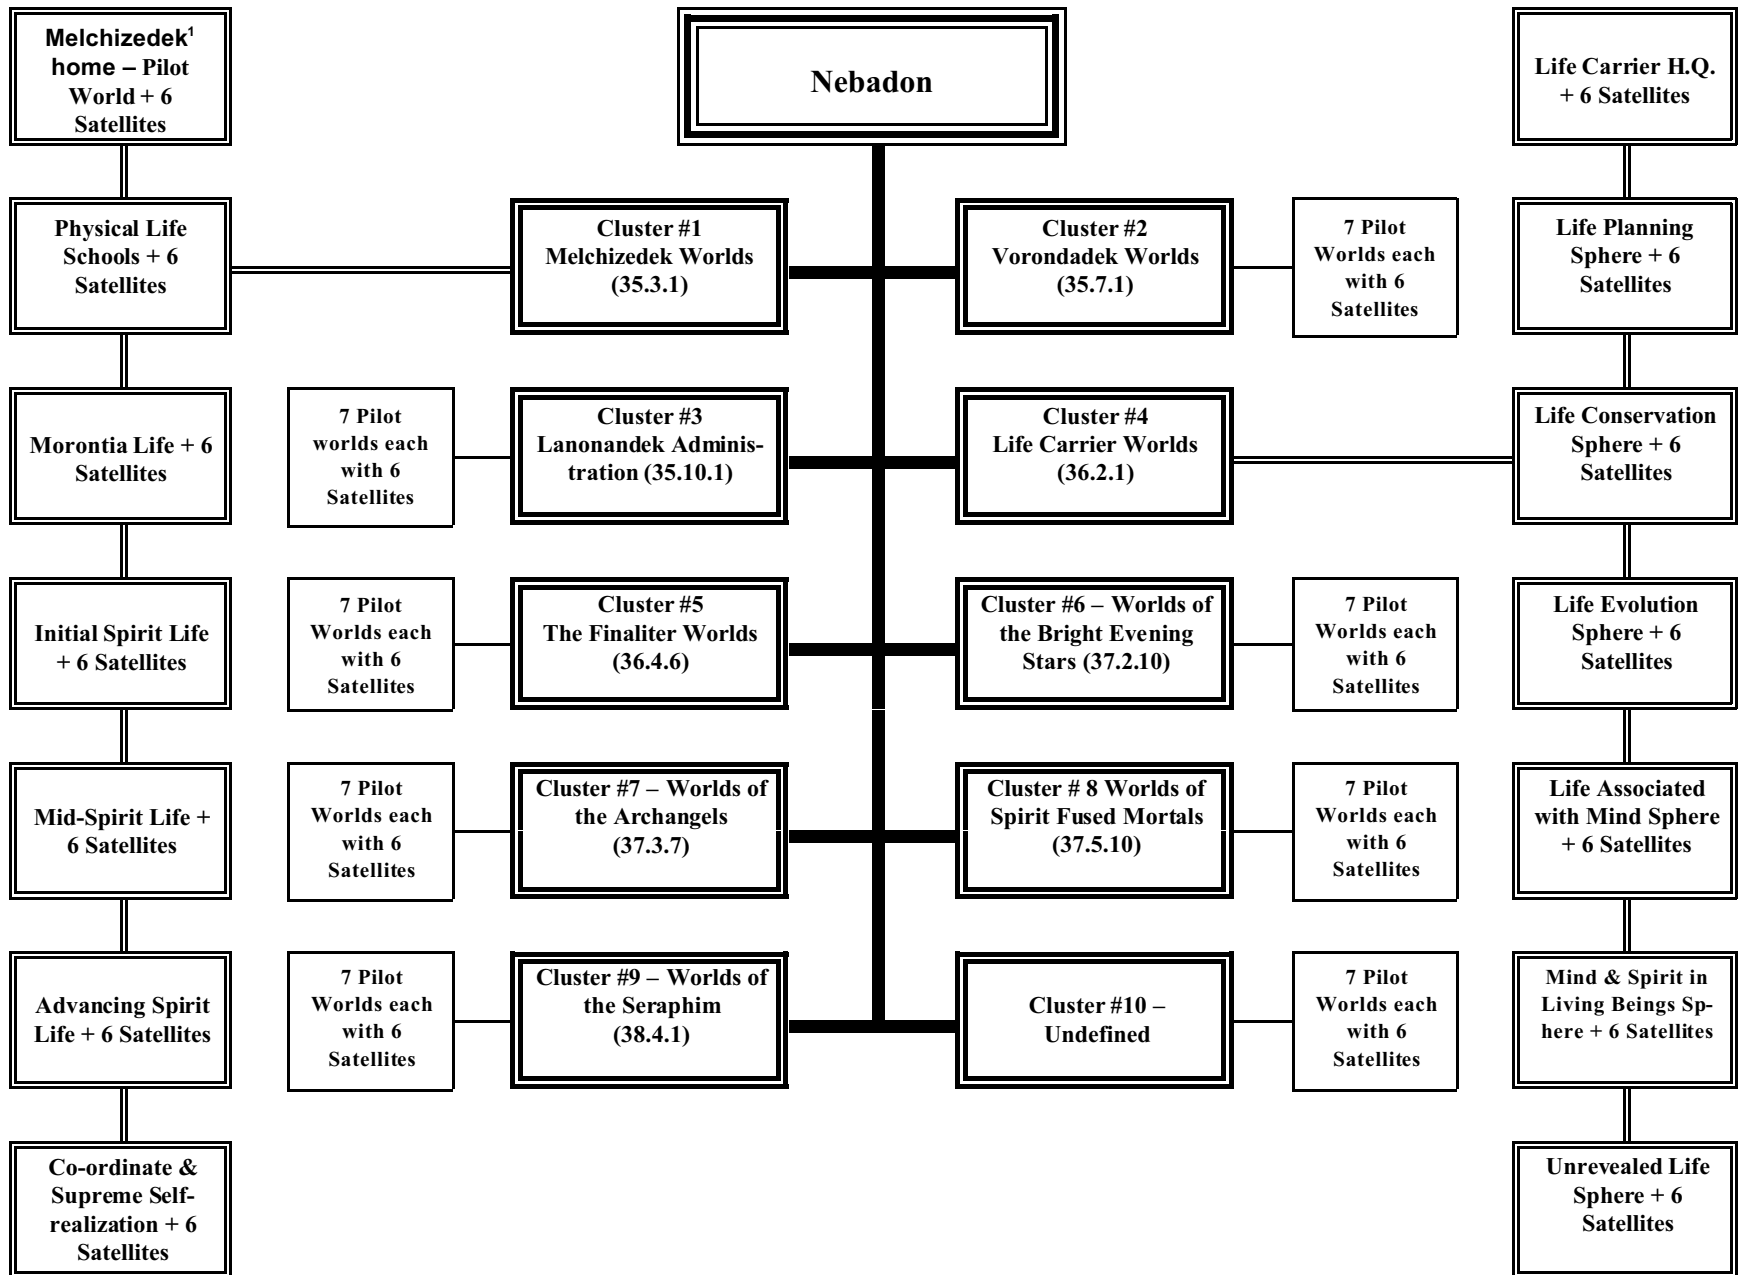 Melchizedek¹
home – Pilot
World + 6
Satellites
Nebadon
Life Carrier H.Q.
+ 6 Satellites
Physical Life
Schools + 6
Satellites
Cluster #1
Melchizedek Worlds
(35.3.1)
Cluster #2
Vorondadek Worlds
(35.7.1)
7 Pilot
Worlds each
with 6
Satellites
Life Planning
Sphere + 6
Satellites
Morontia Life + 6
Satellites
7 Pilot
worlds each
with 6
Satellites
Cluster #3
Lanonandek Adminis-
tration (35.10.1)
Cluster #4
Life Carrier Worlds
(36.2.1)
Life Conservation
Sphere + 6
Satellites
Initial Spirit Life
+ 6 Satellites
7 Pilot
Worlds each
with 6
Satellites
Cluster #5
The Finaliter Worlds
(36.4.6)
Cluster #6 – Worlds of
the Bright Evening
Stars (37.2.10)
7 Pilot
Worlds each
with 6
Satellites
Life Evolution
Sphere + 6
Satellites
Mid-Spirit Life +
6 Satellites
7 Pilot
Worlds each
with 6
Satellites
Cluster #7 – Worlds of
the Archangels
(37.3.7)
Cluster # 8 Worlds of
Spirit Fused Mortals
(37.5.10)
7 Pilot
Worlds each
with 6
Satellites
Life Associated
with Mind Sphere
+ 6 Satellites
Advancing Spirit
Life + 6 Satellites
7 Pilot
Worlds each
with 6
Satellites
Cluster #9 – Worlds of
the Seraphim
(38.4.1)
Cluster #10 –
Undefined
7 Pilot
Worlds each
with 6
Satellites
Mind & Spirit in
Living Beings Sp-
here + 6 Satellites
Co-ordinate &
Supreme Self-
realization + 6
Satellites
Unrevealed Life
Sphere + 6
Satellites